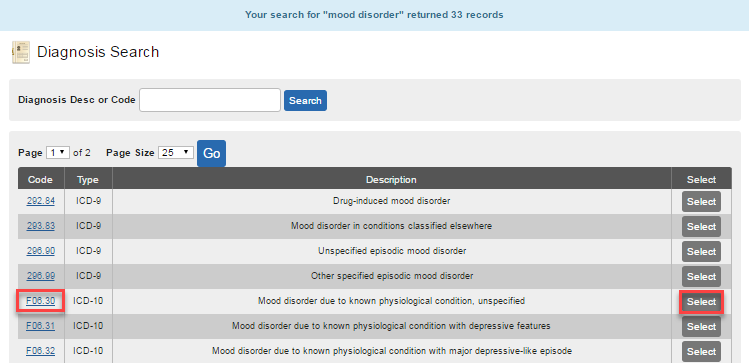 Your search for "mood disorder" returned 33 records
Diagnosis Search
Diagnosis Desc or Code Search
Page 1 of 2 Page Size 25 Go
Code Type Description Select
292.84 ICD-9 Drug-induced mood disorder Select
293.83 ICD-9 Mood disorder in conditions classified elsewhere Select
296.90 ICD-9 Unspecified episodic mood disorder Select
296.99 ICD-9 Other specified episodic mood disorder Select
F06.30 ICD-10 Mood disorder due to known physiological condition, unspecified Select
F06.31 ICD-10 Mood disorder due to known physiological condition with depressive features Select
F06.32 ICD-10 Mood disorder due to known physiological condition with major depressive-like episode Select